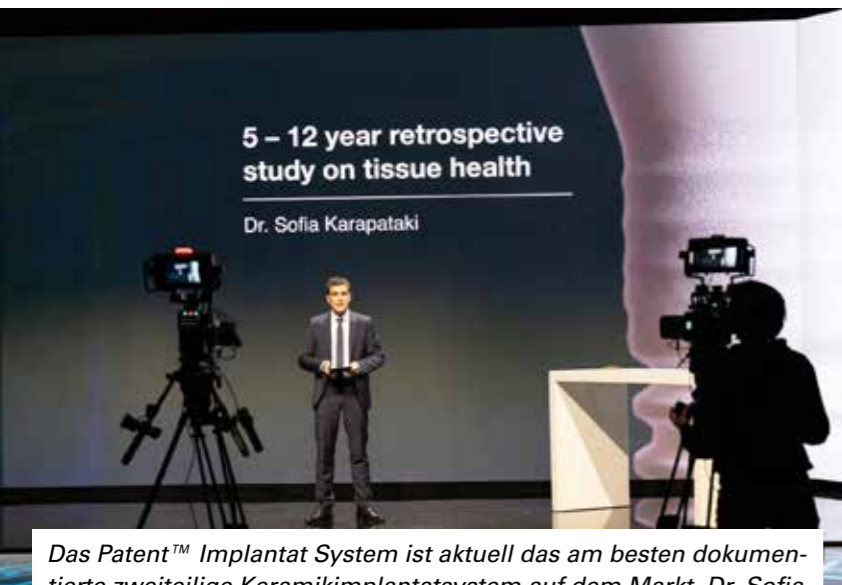 5 – 12 year retrospective
study on tissue health
Dr. Sofia Karapataki
Das Patent™ Implantat System ist aktuell das am besten dokumen-
tierte zweiteilige Keramikimplantatsystem auf dem Markt. Dr. Sofia